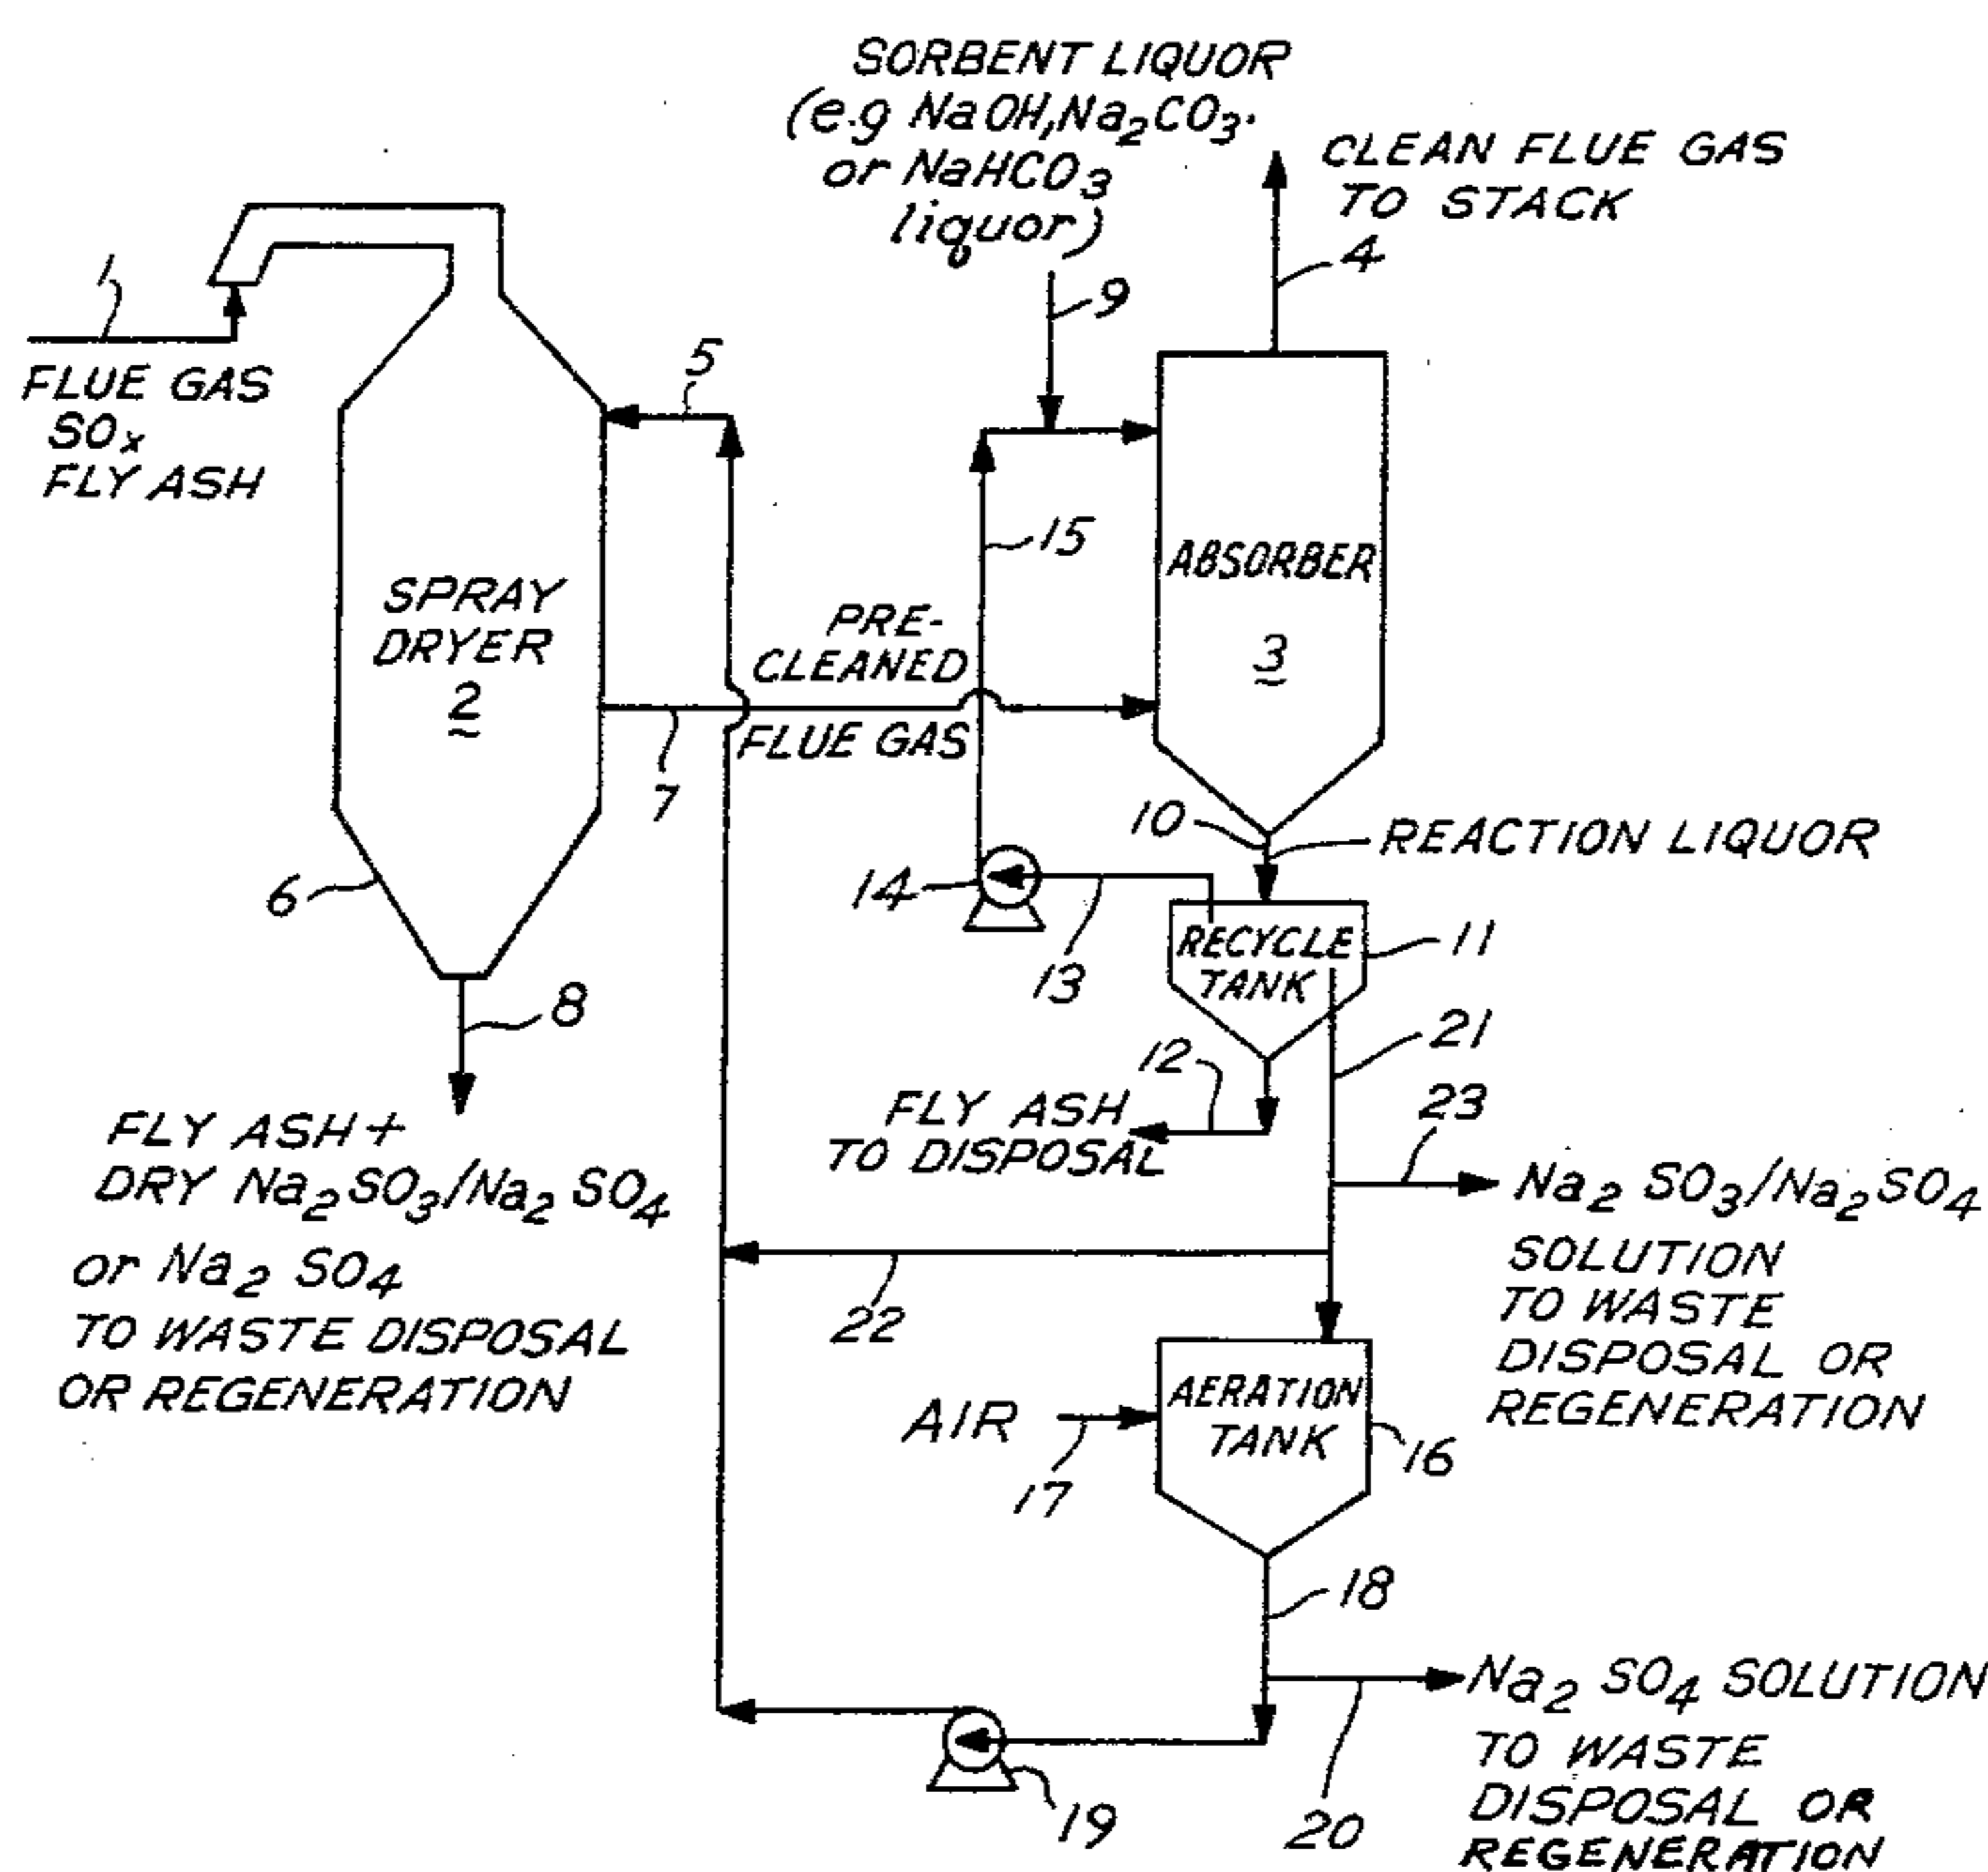 SORBENT LIQUOR
(e.g NaOH, Na₂CO₃.
or NaHCO₃
liquor)
CLEAN FLUE GAS
TO STACK
4
1
9
FLUE GAS
SOₓ
FLY ASH
5
15
ABSORBER
3
SPRAY
DRYER
2
PRE-
CLEANED
FLUE GAS
7
10
REACTION LIQUOR
6
14
13
RECYCLE
TANK
11
8
12
21
23
FLY ASH
TO DISPOSAL
FLY ASH +
DRY Na₂SO₃/Na₂SO₄
or Na₂SO₄
TO WASTE DISPOSAL
OR REGENERATION
Na₂SO₃/Na₂SO₄
SOLUTION
TO WASTE
DISPOSAL OR
REGENERATION
22
AIR
17
AERATION
TANK
16
18
19
20
Na₂SO₄ SOLUTION
TO WASTE
DISPOSAL OR
REGENERATION